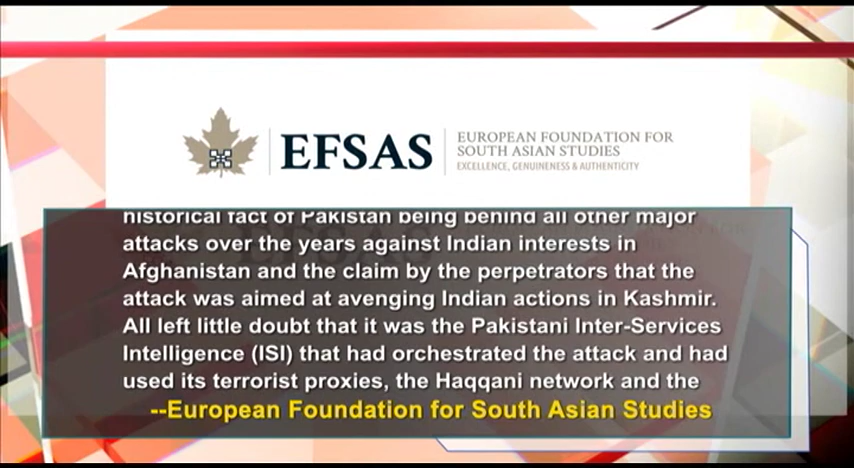 EFSAS
EUROPEAN FOUNDATION FOR
SOUTH ASIAN STUDIES
EXCELLENCE, GENUINENESS & AUTHENTICITY
historical fact of Pakistan being behind all other major
attacks over the years against Indian interests in
Afghanistan and the claim by the perpetrators that the
attack was aimed at avenging Indian actions in Kashmir.
All left little doubt that it was the Pakistani Inter-Services
Intelligence (ISI) that had orchestrated the attack and had
used its terrorist proxies, the Haqqani network and the
--European Foundation for South Asian Studies